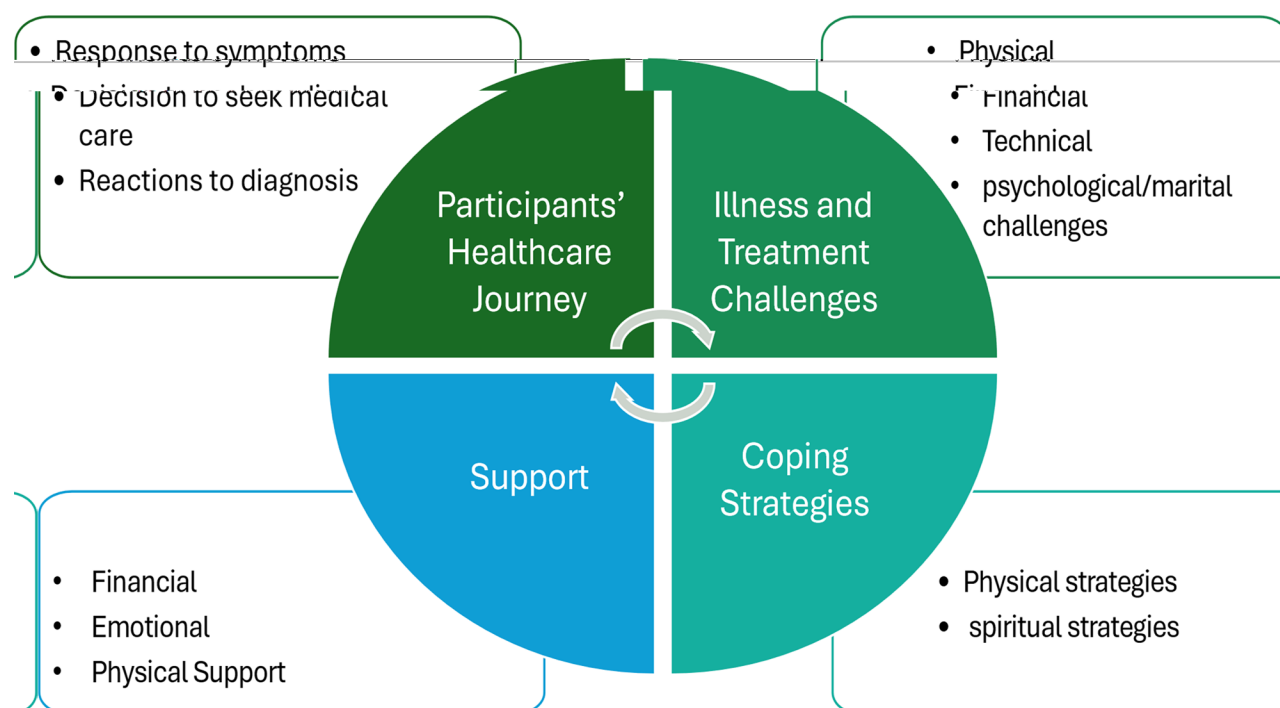 • Response to symptoms
• Decision to seek medical
care
• Reactions to diagnosis
Participants’
Healthcare
Journey
Illness and
Treatment
Challenges
• Physical
• Financial
• Technical
• psychological/marital
challenges
Support
Coping
Strategies
• Financial
• Emotional
• Physical Support
• Physical strategies
• spiritual strategies